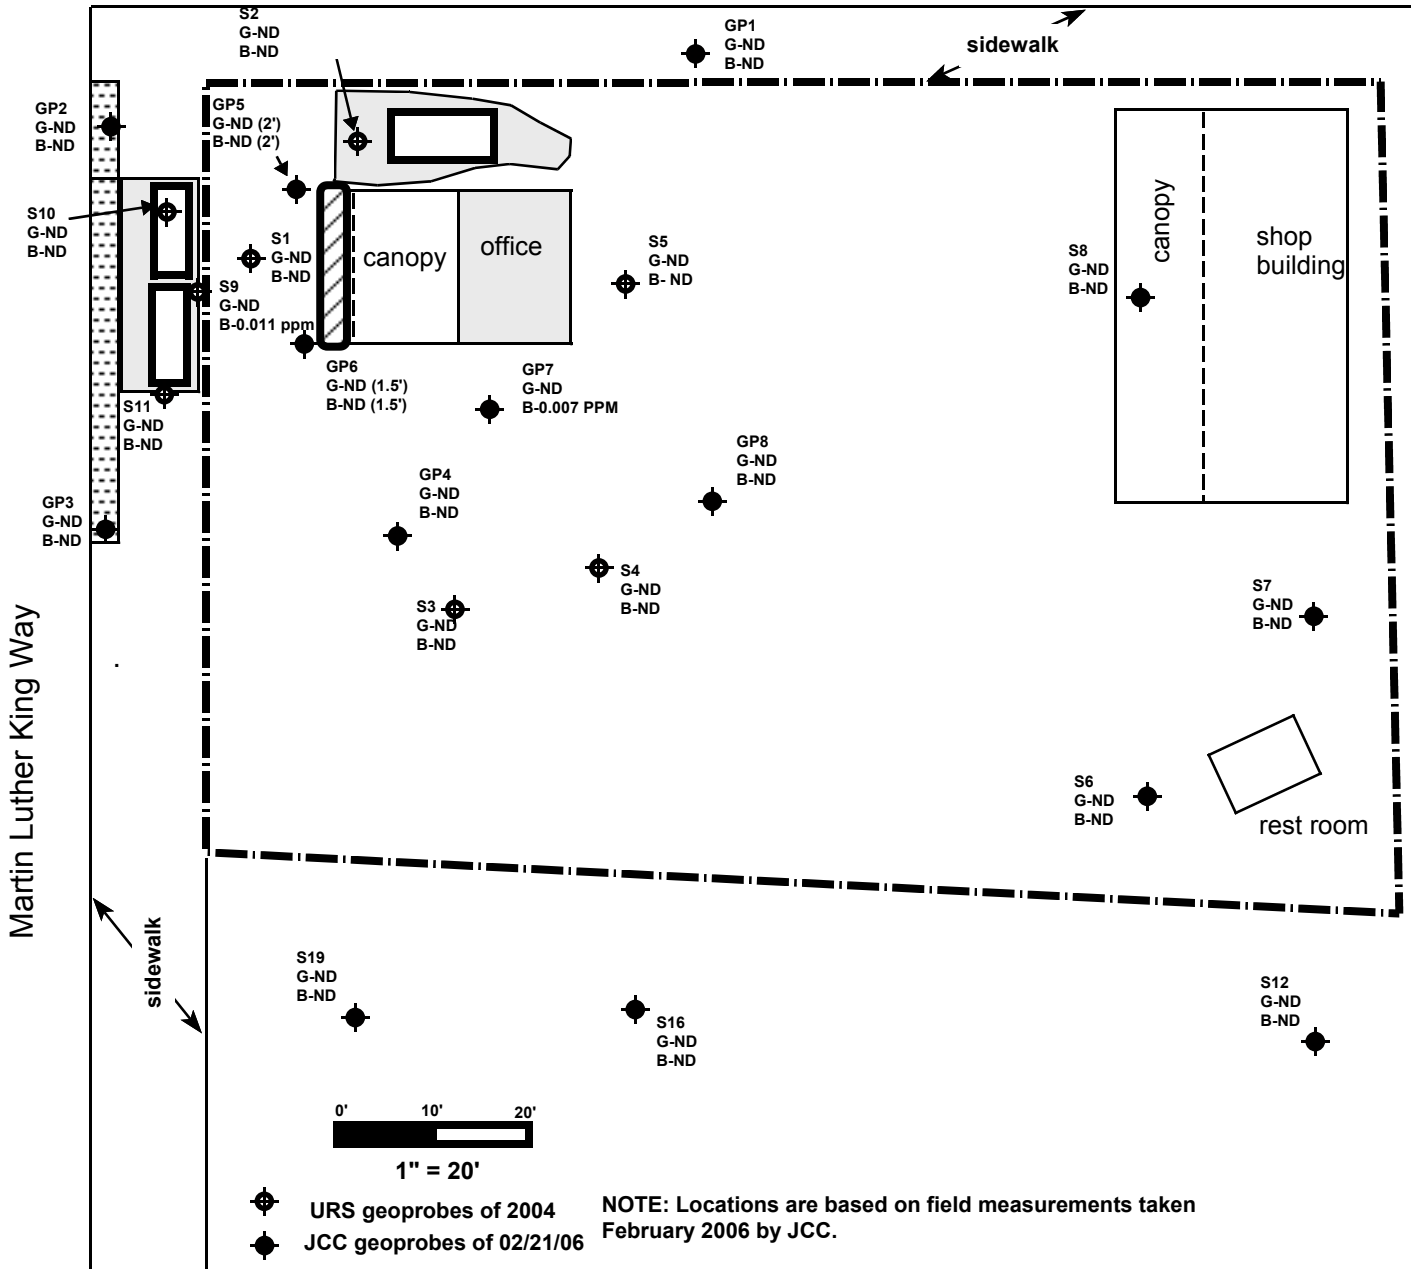 S2
G-ND
B-ND
GP1
G-ND
B-ND
sidewalk
GP2
G-ND
B-ND
GP5
G-ND (2')
B-ND (2')
S10
G-ND
B-ND
S1
G-ND
B-ND
canopy
office
S5
G-ND
B- ND
S8
G-ND
B-ND
canopy
shop
building
S9
G-ND
B-0.011 ppm
GP6
G-ND (1.5')
B-ND (1.5')
GP7
G-ND
B-0.007 PPM
S11
G-ND
B-ND
GP8
G-ND
B-ND
GP4
G-ND
B-ND
GP3
G-ND
B-ND
S4
G-ND
B-ND
S3
G-ND
B-ND
S7
G-ND
B-ND
Martin Luther King Way
S6
G-ND
B-ND
rest room
sidewalk
S19
G-ND
B-ND
S16
G-ND
B-ND
S12
G-ND
B-ND
0' 10' 20'
1" = 20'
URS geoprobes of 2004
JCC geoprobes of 02/21/06
NOTE: Locations are based on field measurements taken
February 2006 by JCC.